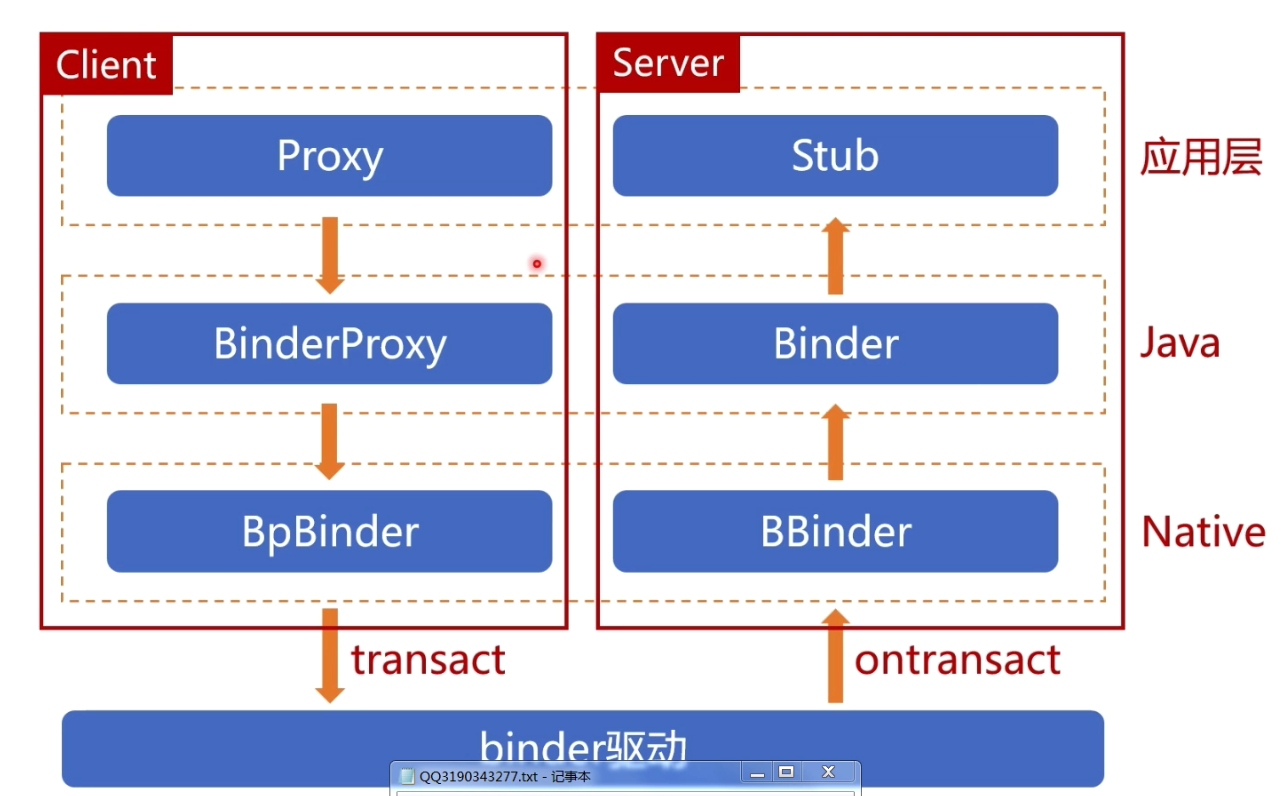 Client
Server
Proxy
Stub
应用层
BinderProxy
Binder
Java
BpBinder
BBinder
Native
transact
ontransact
binder驱动
QQ3190343277.txt - 记事本